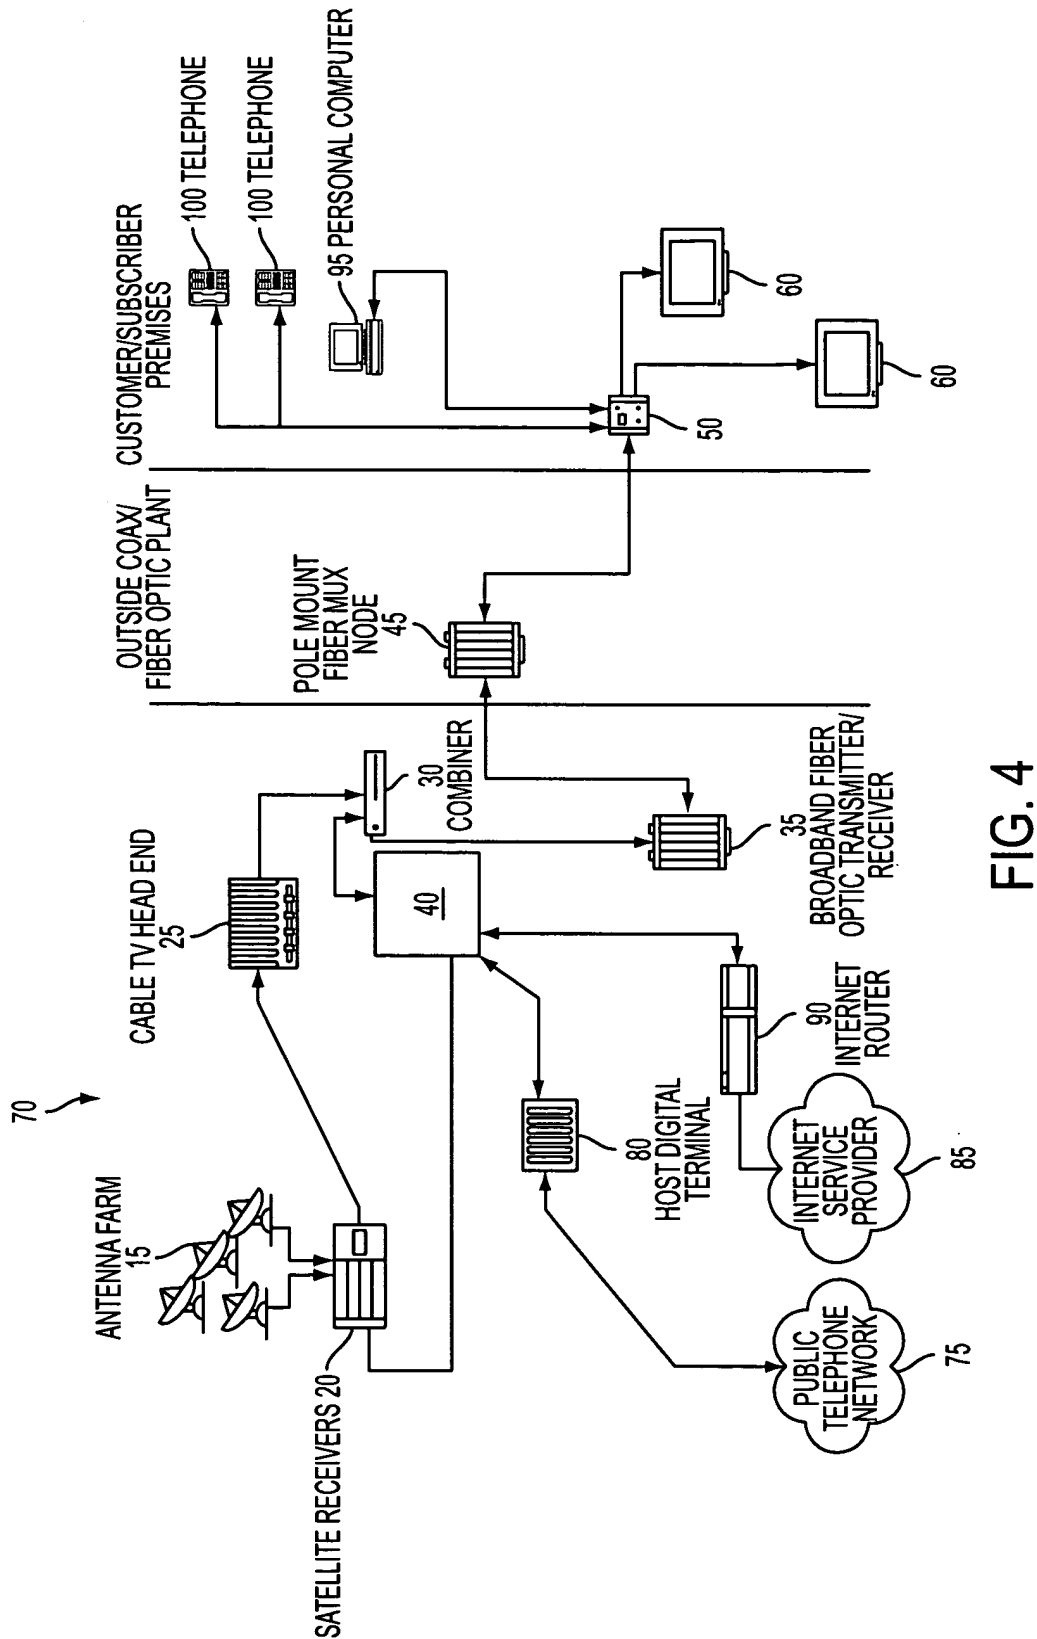 70
ANTENNA FARM
15
SATELLITE RECEIVERS 20
CABLE TV HEAD END
25
30
COMBINER
40
80
HOST DIGITAL
TERMINAL
90
INTERNET
ROUTER
INTERNET
SERVICE
PROVIDER
85
PUBLIC
TELEPHONE
NETWORK
75
35
BROADBAND FIBER
OPTIC TRANSMITTER/
RECEIVER
OUTSIDE COAX/
FIBER OPTIC PLANT
POLE MOUNT
FIBER MUX
NODE
45
CUSTOMER/SUBSCRIBER
PREMISES
100 TELEPHONE
100 TELEPHONE
95 PERSONAL COMPUTER
50
60
60
FIG. 4